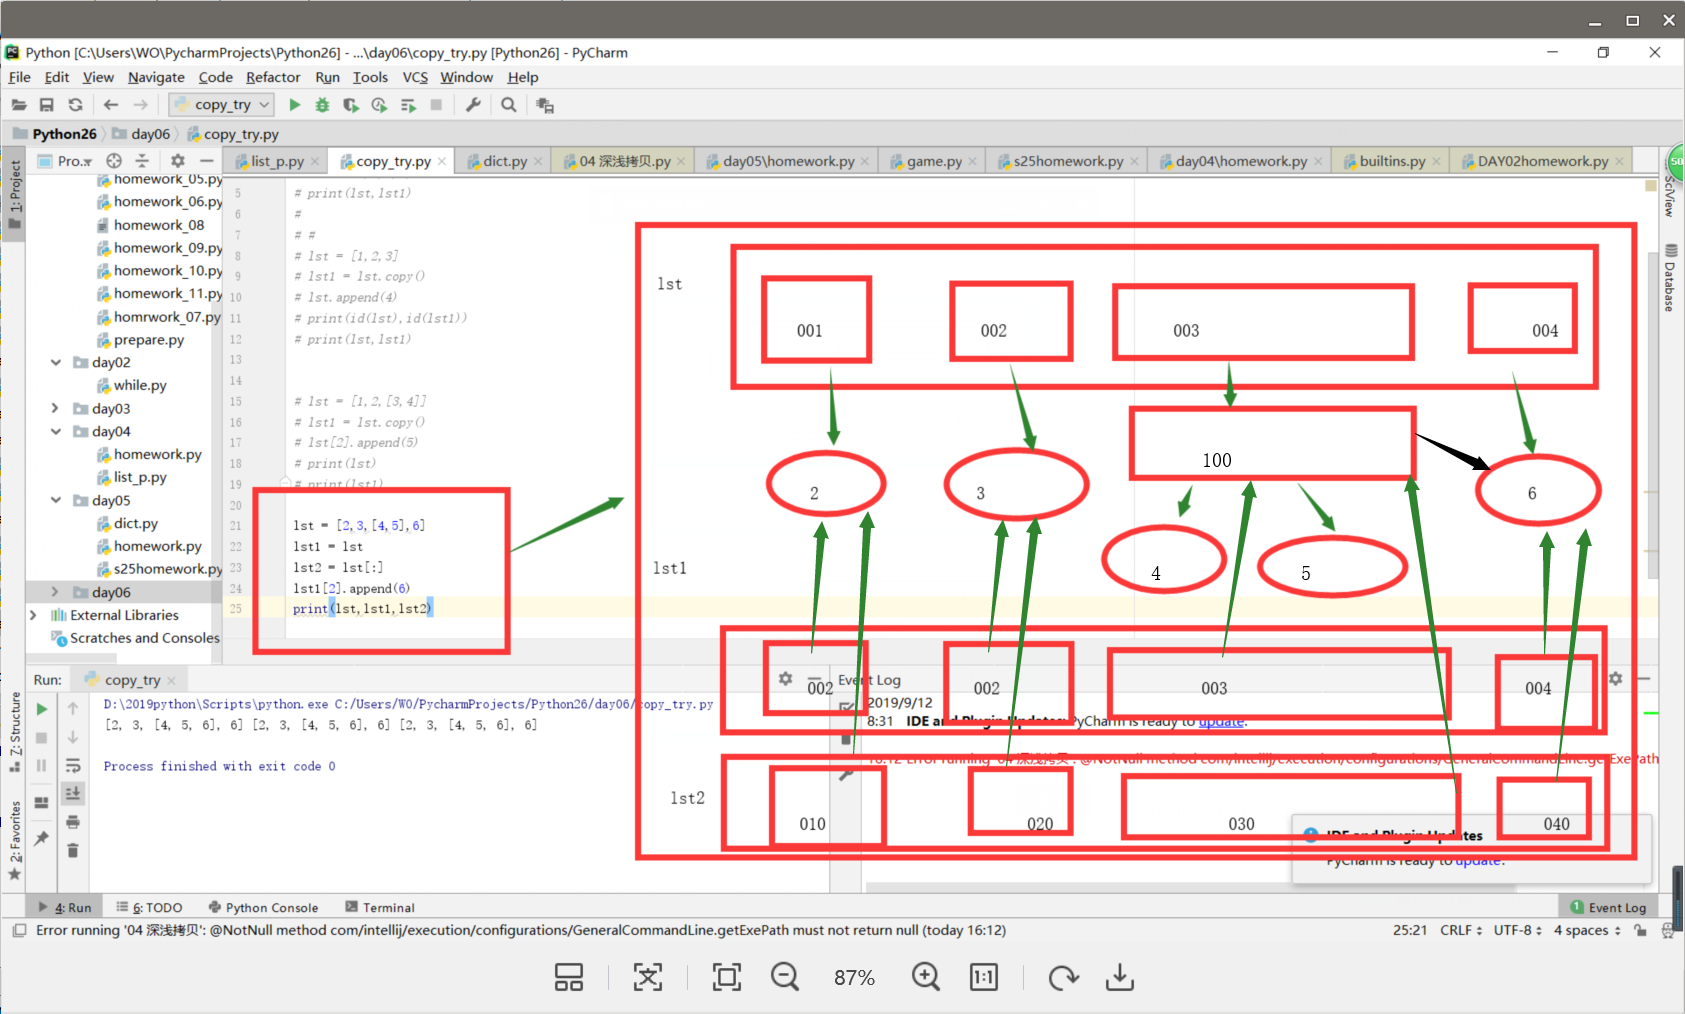 Python [C:\Users\WO\PycharmProjects\Python26] - ...\day06\copy_try.py [Python26] - PyCharm
File Edit View Navigate Code Refactor Run Tools VCS Window Help
copy_try
Python26 day06 copy_try.py
Pro...
list_p.py copy_try.py dict.py 04 深浅拷贝.py day05\homework.py game.py s25homework.py day04\homework.py builtins.py DAY02homework.py
50
1: Project
SciView
Database
homework_05.py
homework_06.py
homework_08
homework_09.py
homework_10.py
homework_11.py
homrwork_07.py
prepare.py
day02
while.py
day03
day04
homework.py
list_p.py
day05
dict.py
homework.py
s25homework.py
day06
External Libraries
Scratches and Consoles
5 # print(lst,lst1)
6 #
7 # #
8 # lst = [1,2,3]
9 # lst1 = lst.copy()
10 # lst.append(4)
11 # print(id(lst),id(lst1))
12 # print(lst,lst1)
13
14
15 # lst = [1,2,[3,4]]
16 # lst1 = lst.copy()
17 # lst[2].append(5)
18 # print(lst)
19 # print(lst1)
20
21 lst = [2,3,[4,5],6]
22 lst1 = lst
23 lst2 = lst[:]
24 lst1[2].append(6)
25 print(lst,lst1,lst2)
lst
001 002 003 004
100
2 3 6
4 5
lst1
002 002 003 004
lst2
010 020 030 040
Run: copy_try
D:\2019python\Scripts\python.exe C:/Users/WO/PycharmProjects/Python26/day06/copy_try.py
[2, 3, [4, 5, 6], 6] [2, 3, [4, 5, 6], 6] [2, 3, [4, 5, 6], 6]
Process finished with exit code 0
Event Log
2019/9/12
8:31 IDE and Plugin Updates: PyCharm is ready to update.
16:12 Error running '04 深浅拷贝': @NotNull method com/intellij/execution/configurations/GeneralCommandLine.getExePath
IDE and Plugin Updates
PyCharm is ready to update.
Z: Structure
2: Favorites
4: Run 6: TODO Python Console Terminal
1 Event Log
Error running '04 深浅拷贝': @NotNull method com/intellij/execution/configurations/GeneralCommandLine.getExePath must not return null (today 16:12)
25:21 CRLF UTF-8 4 spaces
87%
1:1